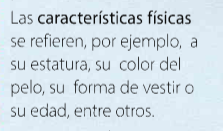 Las características físicas
se refieren, por ejemplo, a
su estatura, su color del
pelo, su forma de vestir o
su edad, entre otros.